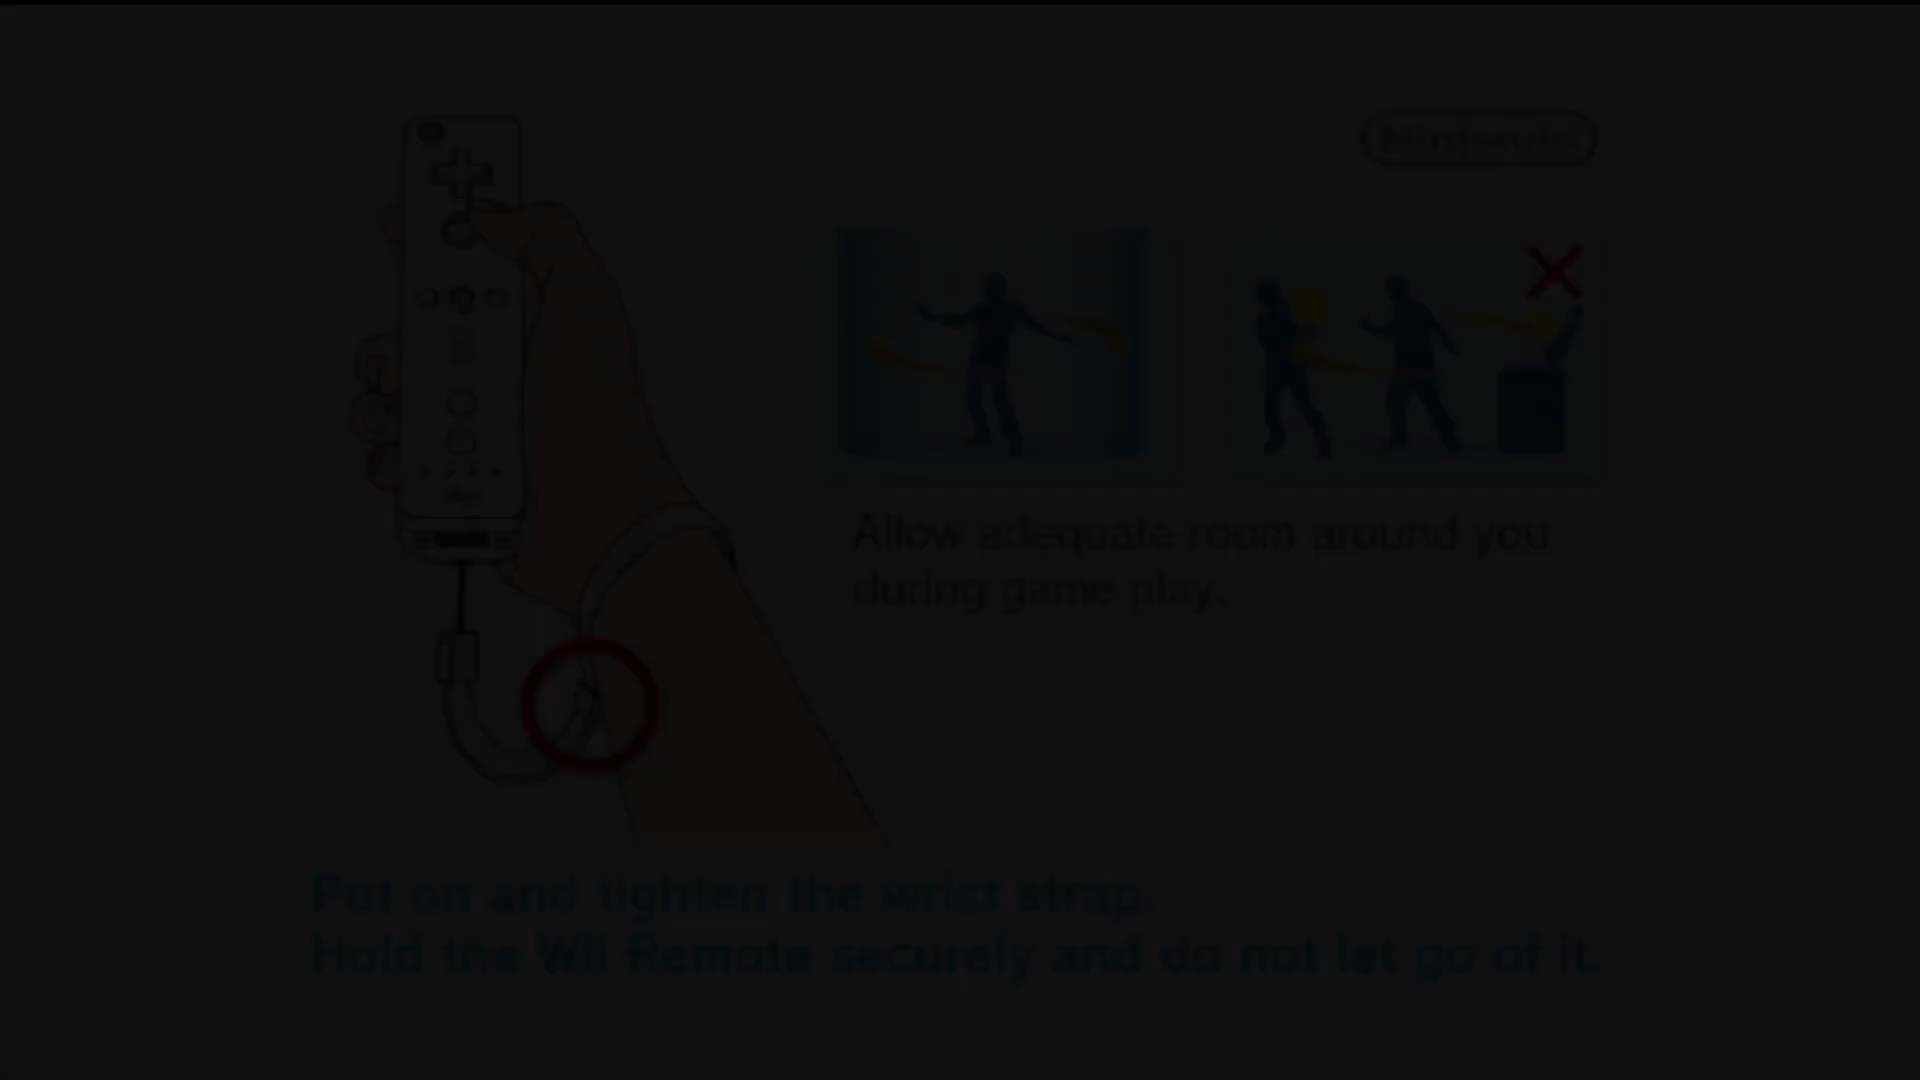 Nintendo
Allow adequate room around you
during game play.
Put on and tighten the wrist strap.
Hold the Wii Remote securely and do not let go of it.